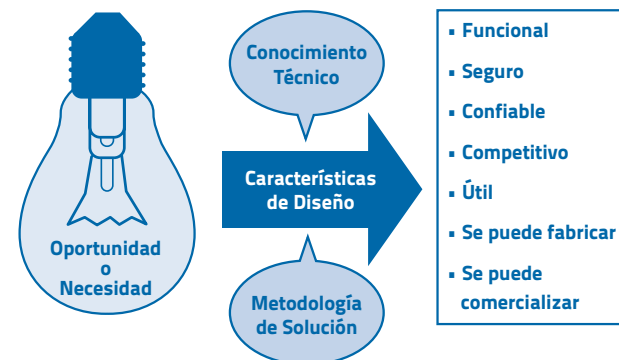 Oportunidad
o
Necesidad
Conocimiento
Técnico
Características
de Diseño
Metodología
de Solución
▪ Funcional
▪ Seguro
▪ Confiable
▪ Competitivo
▪ Útil
▪ Se puede fabricar
▪ Se puede
comercializar